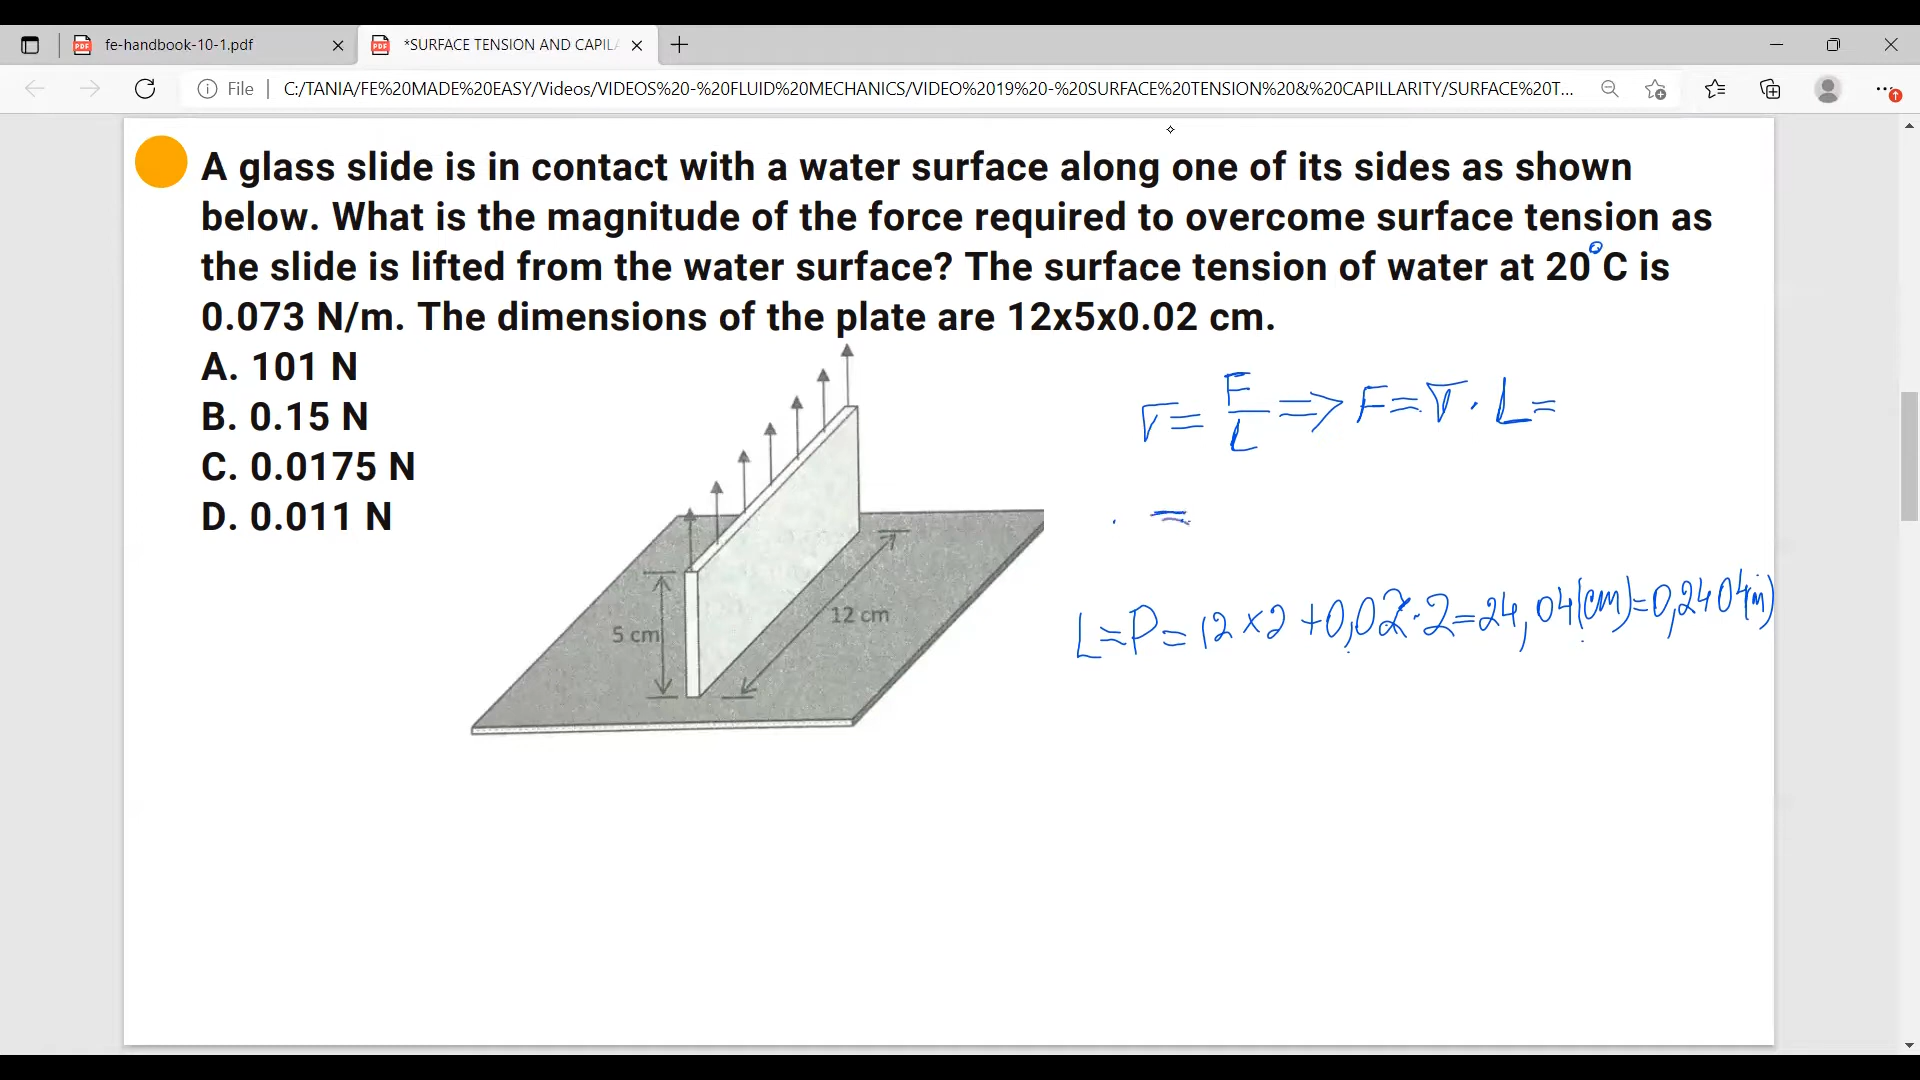 fe-handbook-10-1.pdf
*SURFACE TENSION AND CAPIL
File
C:/TANIA/FE%20MADE%20EASY/Videos/VIDEOS%20-%20FLUID%20MECHANICS/VIDEO%2019%20-%20SURFACE%20TENSION%20&%20CAPILLARITY/SURFACE%20T...
A glass slide is in contact with a water surface along one of its sides as shown
below. What is the magnitude of the force required to overcome surface tension as
the slide is lifted from the water surface? The surface tension of water at 20°C is
0.073 N/m. The dimensions of the plate are 12x5x0.02 cm.
A. 101 N
B. 0.15 N
C. 0.0175 N
D. 0.011 N
5 cm
12 cm
σ = F/L => F = σ · L =
=
L = P = 12 x 2 + 0,02 · 2 = 24,04 (cm) = 0,2404(m)